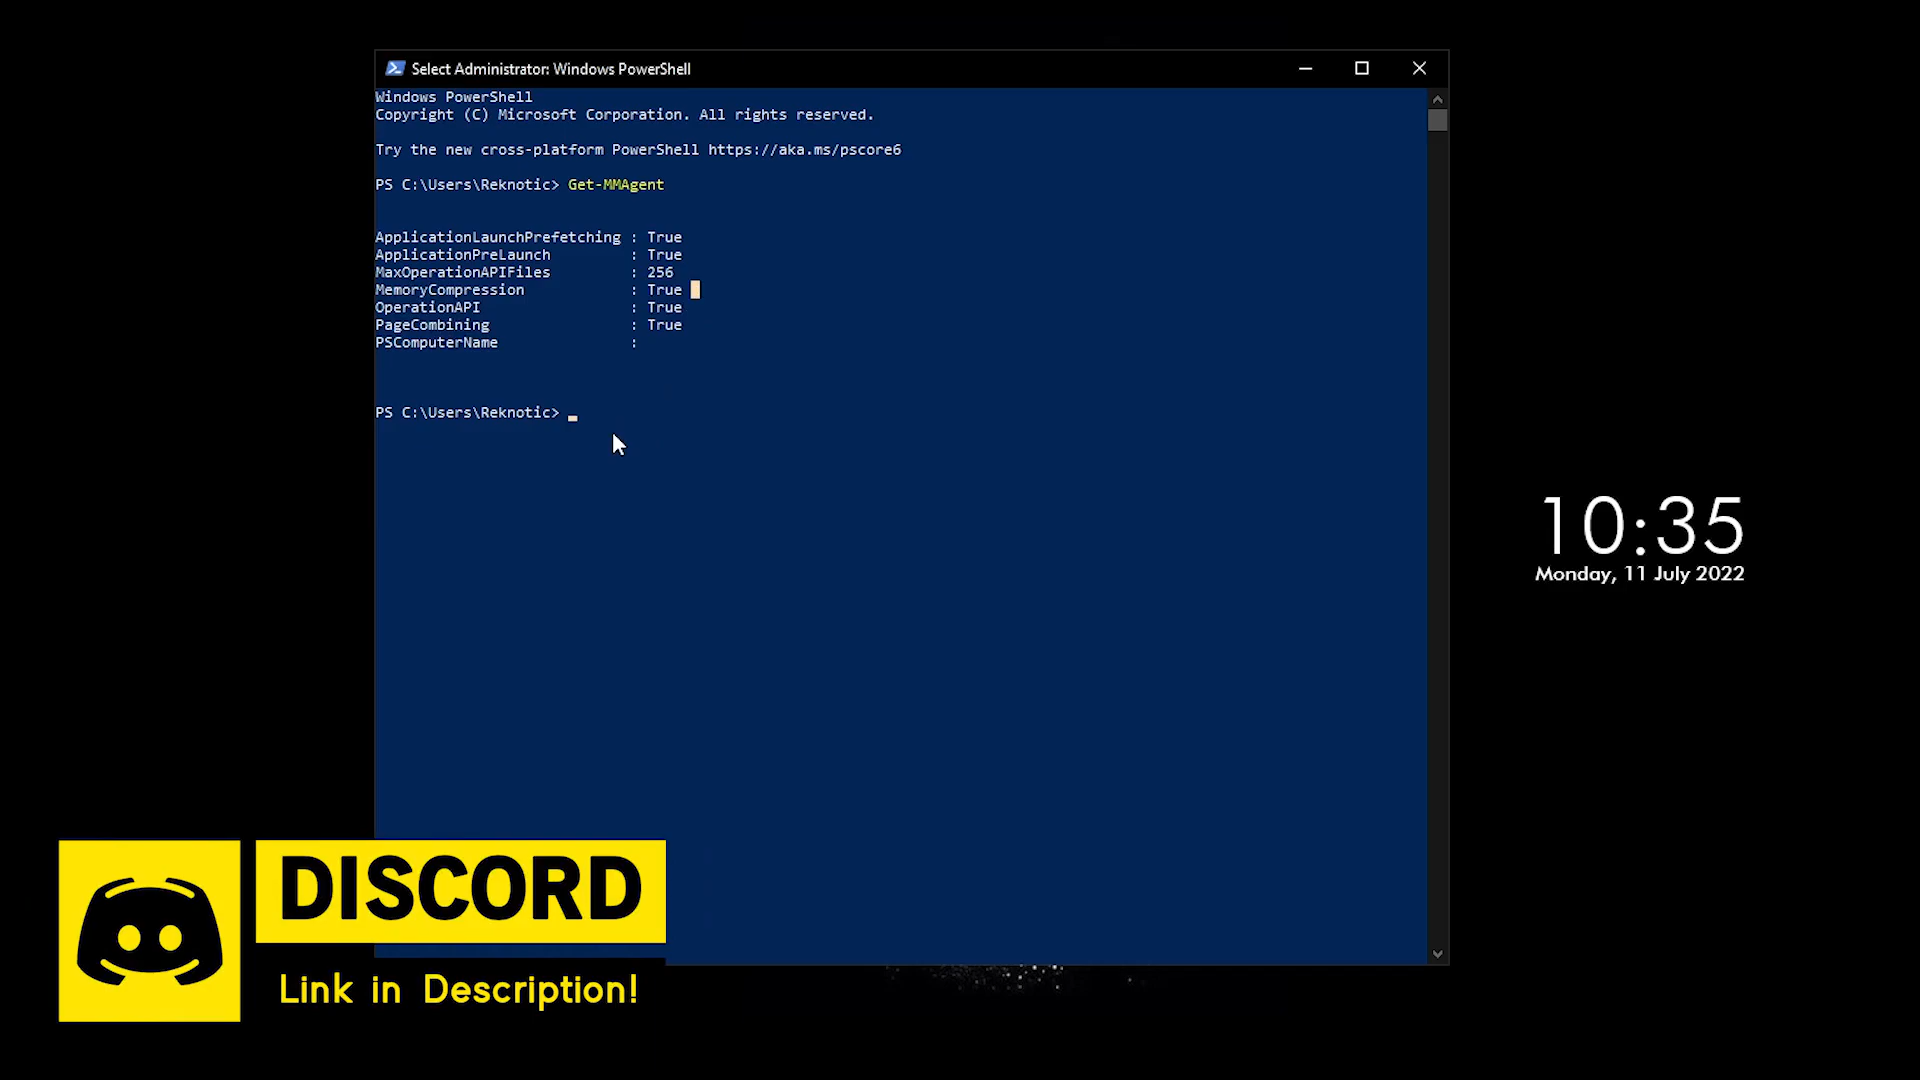 Select Administrator: Windows PowerShell
Windows PowerShell
Copyright (C) Microsoft Corporation. All rights reserved.
Try the new cross-platform PowerShell https://aka.ms/pscore6
PS C:\Users\Reknotic> Get-MMAgent
ApplicationLaunchPrefetching : True
ApplicationPreLaunch : True
MaxOperationAPIFiles : 256
MemoryCompression : True
OperationAPI : True
PageCombining : True
PSComputerName :
PS C:\Users\Reknotic>
10:35
Monday, 11 July 2022
DISCORD
Link in Description!